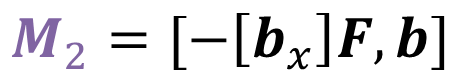 M₂ = [−[bₓ]F, b]